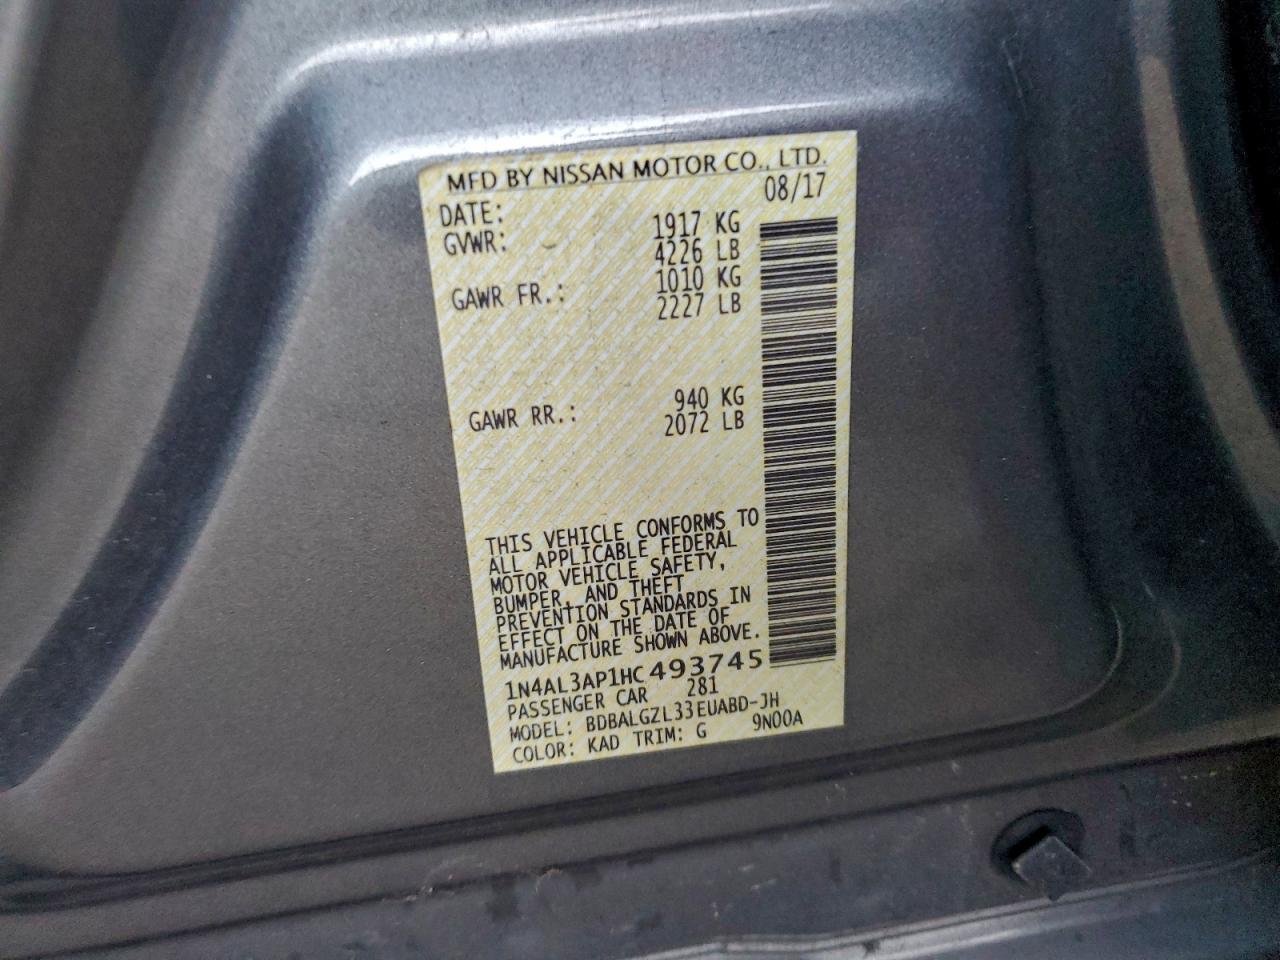 MFD BY NISSAN MOTOR CO., LTD.
DATE: 08/17
GVWR: 1917 KG
4226 LB
GAWR FR.: 1010 KG
2227 LB
GAWR RR.: 940 KG
2072 LB
THIS VEHICLE CONFORMS TO
ALL APPLICABLE FEDERAL
MOTOR VEHICLE SAFETY,
BUMPER, AND THEFT
PREVENTION STANDARDS IN
EFFECT ON THE DATE OF
MANUFACTURE SHOWN ABOVE.
1N4AL3AP1HC493745
PASSENGER CAR 281
MODEL: BDBALGZL33EUABD-JH
COLOR: KAD TRIM: G 9N00A